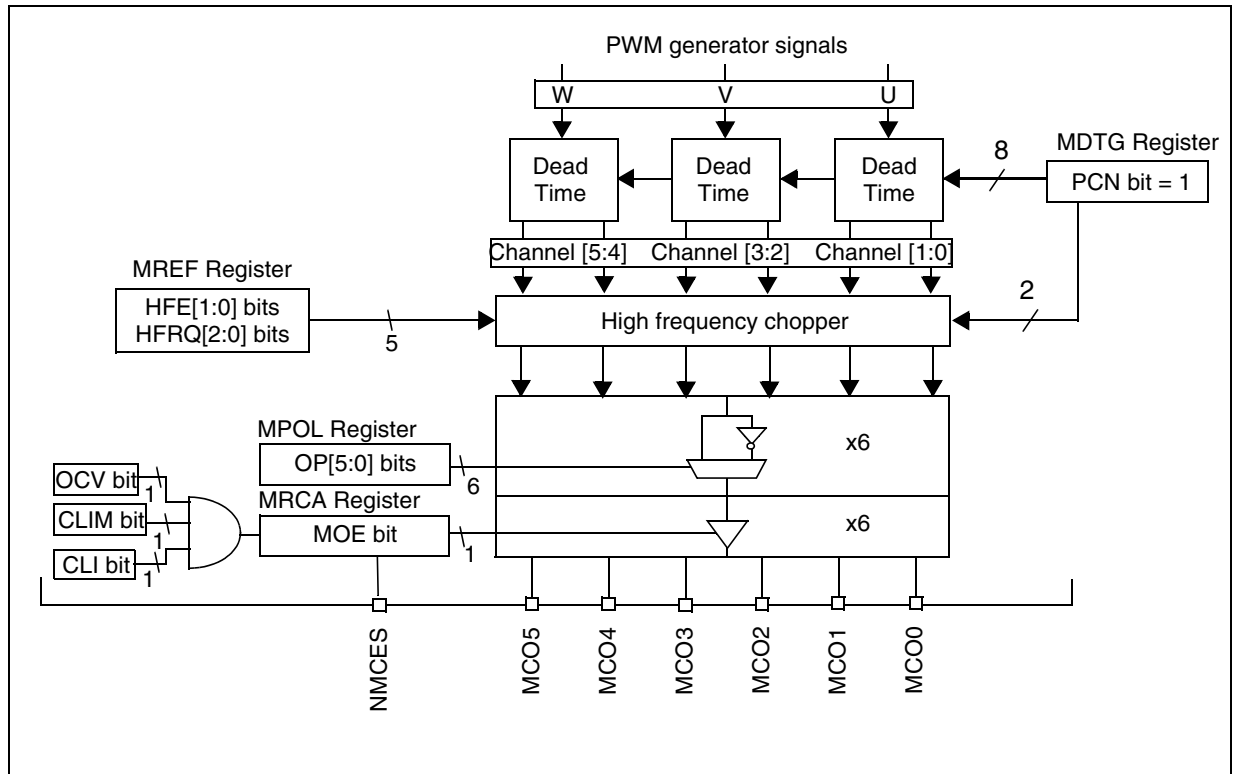 PWM generator signals
W V U
Dead Time
Dead Time
Dead Time
8
MDTG Register
PCN bit = 1
Channel [5:4] Channel [3:2] Channel [1:0]
MREF Register
HFE[1:0] bits
HFRQ[2:0] bits
5
High frequency chopper
2
MPOL Register
OP[5:0] bits
6
x6
OCV bit
1
CLIM bit
1
CLI bit
1
MRCA Register
MOE bit
1
x6
NMCES
MCO5
MCO4
MCO3
MCO2
MCO1
MCO0